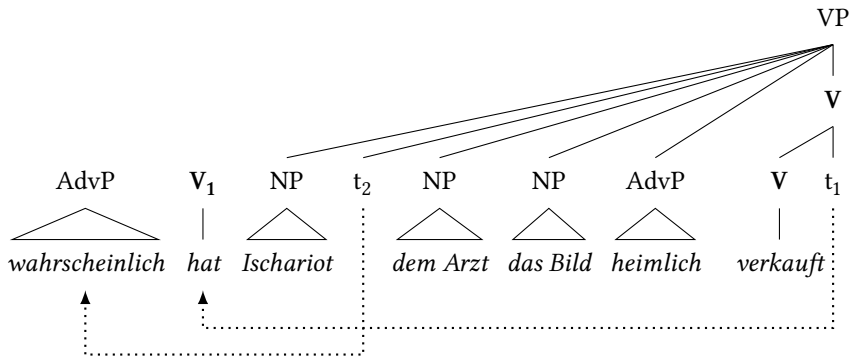 VP
V
AdvP V₁ NP t₂ NP NP AdvP V t₁
wahrscheinlich hat Ischariot dem Arzt das Bild heimlich verkauft